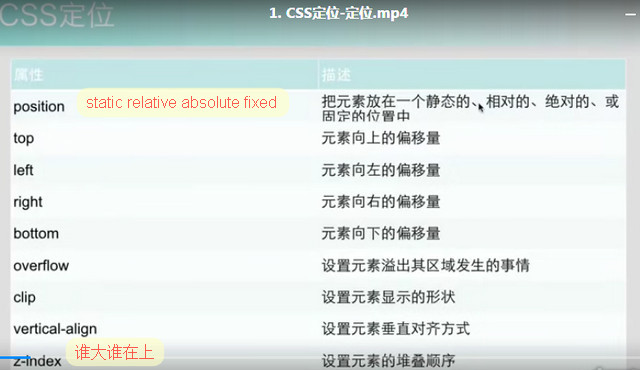 1. CSS定位-定位.mp4
CSS定位
属性 描述
position static relative absolute fixed 把元素放在一个静态的、相对的、绝对的、或
固定的位置中
top 元素向上的偏移量
left 元素向左的偏移量
right 元素向右的偏移量
bottom 元素向下的偏移量
overflow 设置元素溢出其区域发生的事情
clip 设置元素显示的形状
vertical-align 设置元素垂直对齐方式
谁大谁在上
z-index 设置元素的堆叠顺序